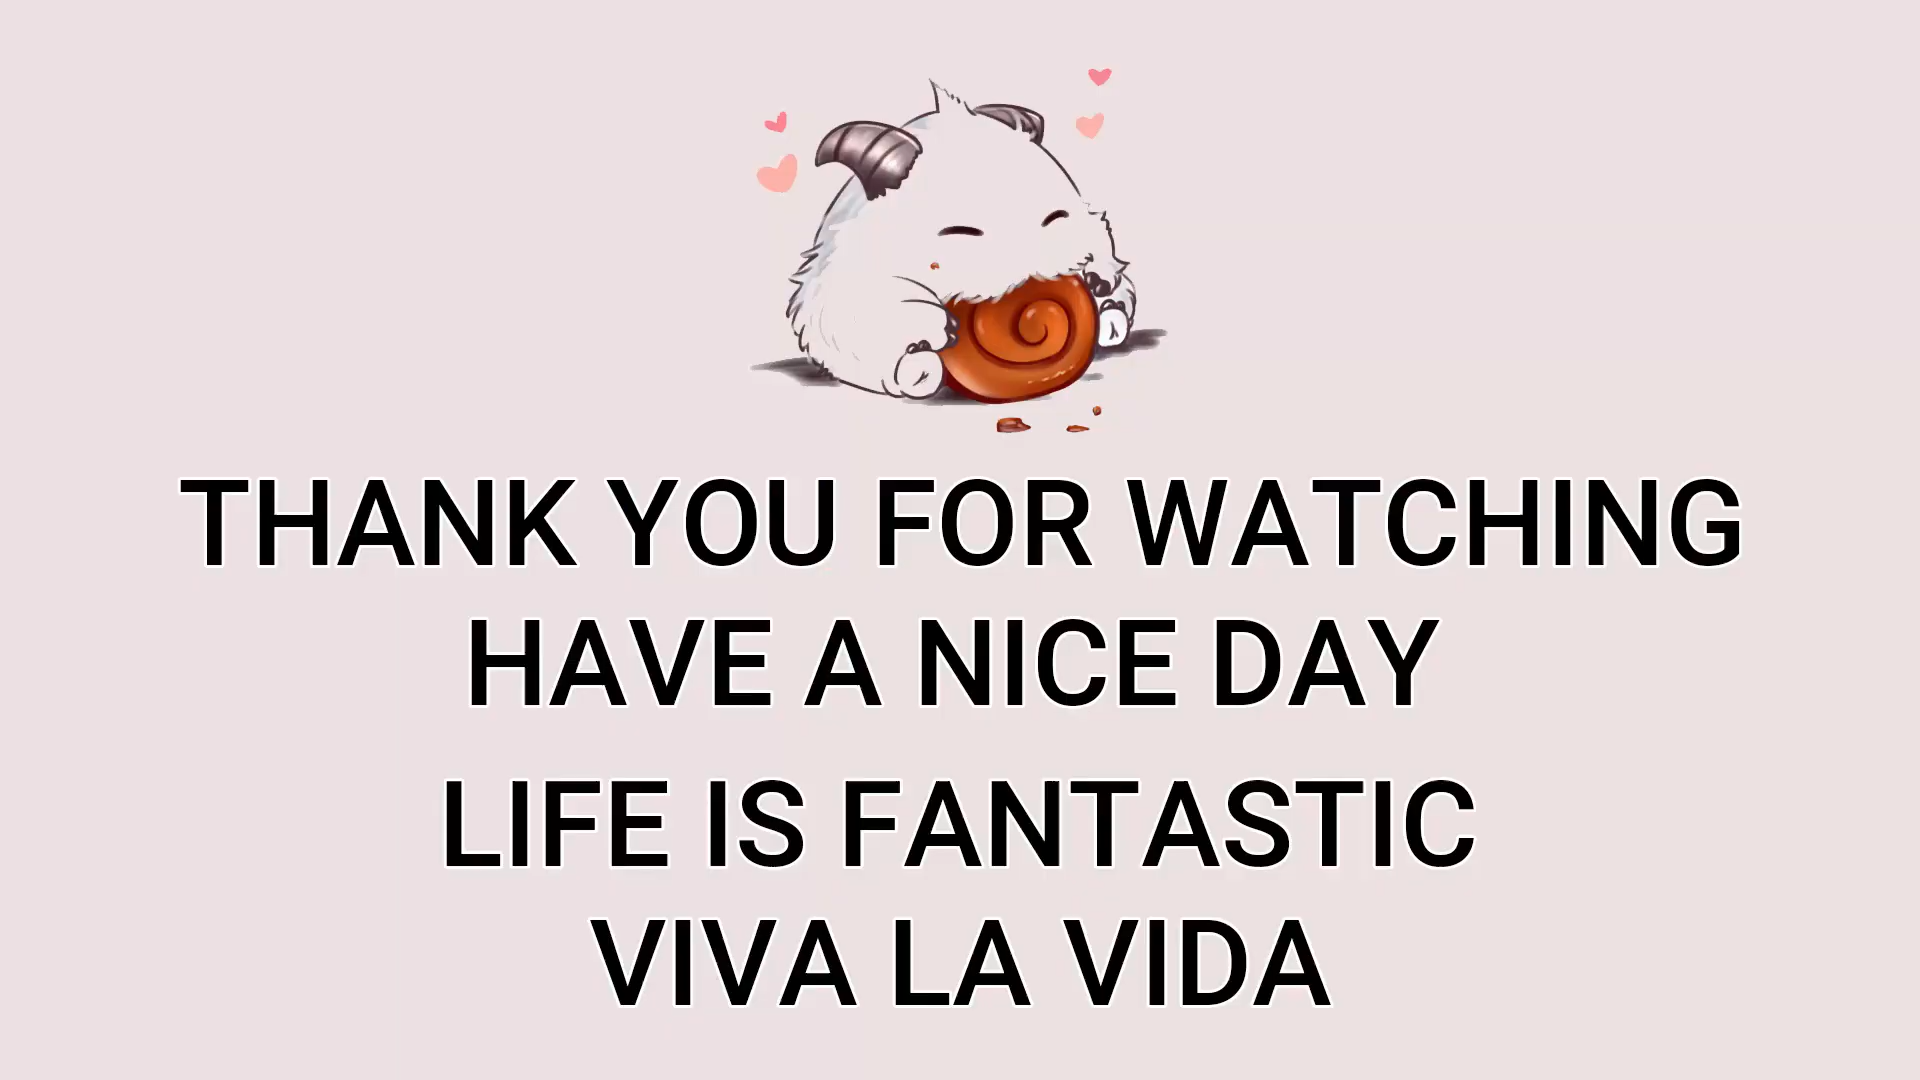 THANK YOU FOR WATCHING
HAVE A NICE DAY
LIFE IS FANTASTIC
VIVA LA VIDA